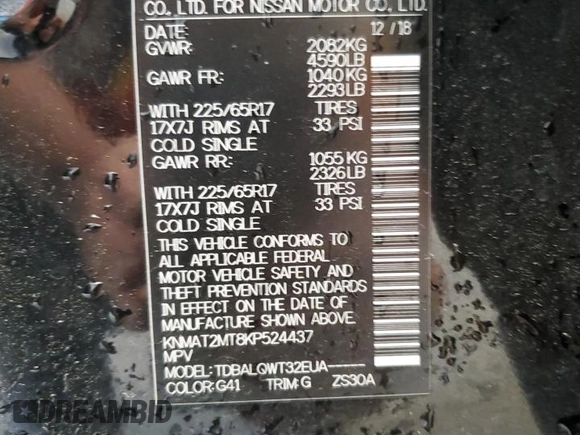 CO. LTD. FOR NISSAN MOTOR CO., LTD.
DATE: 12 / 18
GVWR: 2082KG
4590LB
GAWR FR: 1040 KG
2293LB
WITH 225/65R17 TIRES
17X7J RIMS AT 33 PSI
COLD SINGLE
GAWR RR: 1055 KG
2326LB
WITH 225/65R17 TIRES
17X7J RIMS AT 33 PSI
COLD SINGLE
THIS VEHICLE CONFORMS TO
ALL APPLICABLE FEDERAL
MOTOR VEHICLE SAFETY AND
THEFT PREVENTION STANDARDS
IN EFFECT ON THE DATE OF
MANUFACTURE SHOWN ABOVE.
KNMAT2MT8KP524437
MPV
MODEL: TDBALQWT32EUA-----
COLOR: G41 TRIM: G ZS30A
DREAMBID